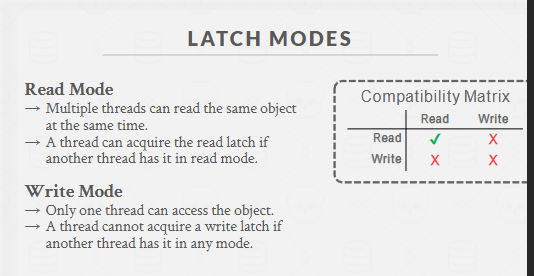 LATCH MODES
Read Mode
→ Multiple threads can read the same object
at the same time.
→ A thread can acquire the read latch if
another thread has it in read mode.
Write Mode
→ Only one thread can access the object.
→ A thread cannot acquire a write latch if
another thread has it in any mode.
Compatibility Matrix
Read Write
Read ✓ X
Write X X